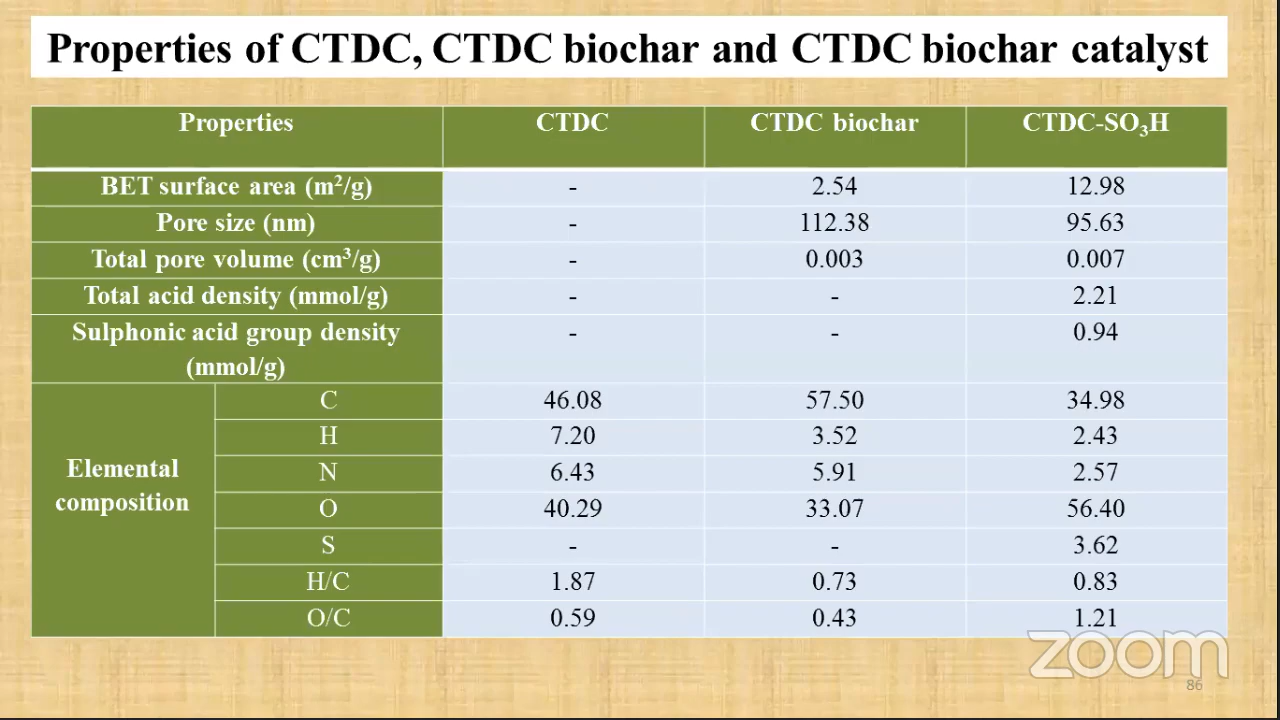 Properties of CTDC, CTDC biochar and CTDC biochar catalyst
Properties CTDC CTDC biochar CTDC-SO₃H
BET surface area (m²/g) - 2.54 12.98
Pore size (nm) - 112.38 95.63
Total pore volume (cm³/g) - 0.003 0.007
Total acid density (mmol/g) - - 2.21
Sulphonic acid group density - - 0.94
(mmol/g)
Elemental
composition
C 46.08 57.50 34.98
H 7.20 3.52 2.43
N 6.43 5.91 2.57
O 40.29 33.07 56.40
S - - 3.62
H/C 1.87 0.73 0.83
O/C 0.59 0.43 1.21
zoom
86